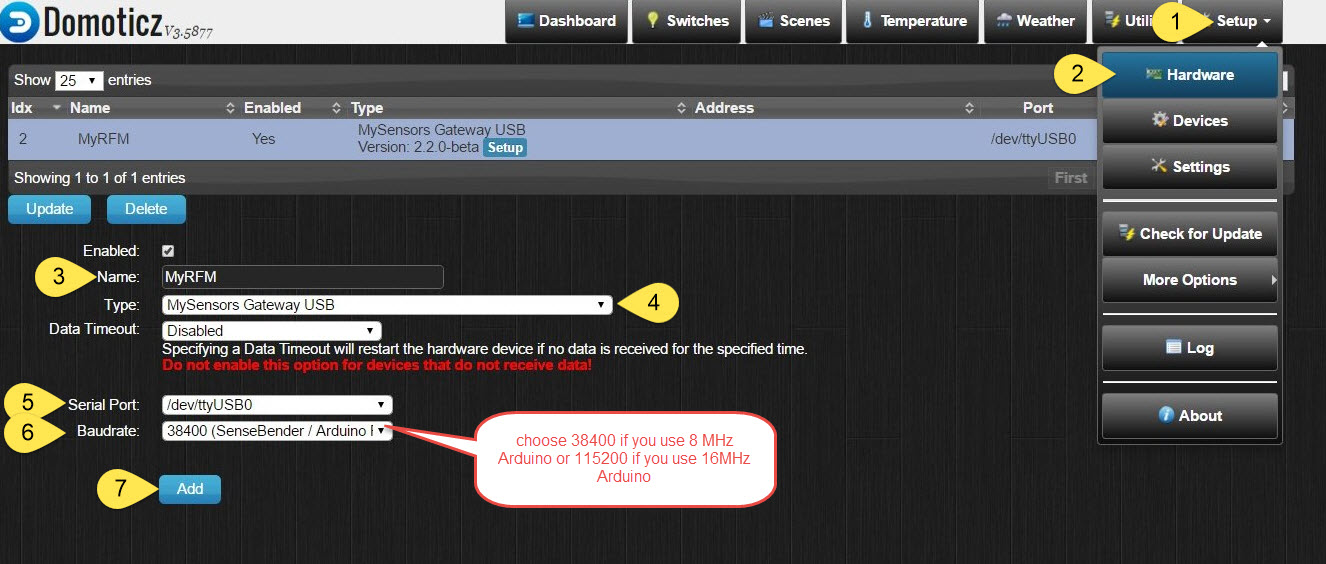 Domoticz V3.5877
Dashboard Switches Scenes Temperature Weather Utili 1 Setup
Show 25 entries
2 Hardware
Idx Name Enabled Type Address Port
2 MyRFM Yes MySensors Gateway USB /dev/ttyUSB0
Version: 2.2.0-beta Setup
Devices
Settings
Showing 1 to 1 of 1 entries First
Update Delete
Check for Update
More Options
Log
About
Enabled:
3 Name: MyRFM
Type: MySensors Gateway USB 4
Data Timeout: Disabled
Specifying a Data Timeout will restart the hardware device if no data is received for the specified time.
Do not enable this option for devices that do not receive data!
5 Serial Port: /dev/ttyUSB0
6 Baudrate: 38400 (SenseBender / Arduino F
choose 38400 if you use 8 MHz
Arduino or 115200 if you use 16MHz
Arduino
7 Add